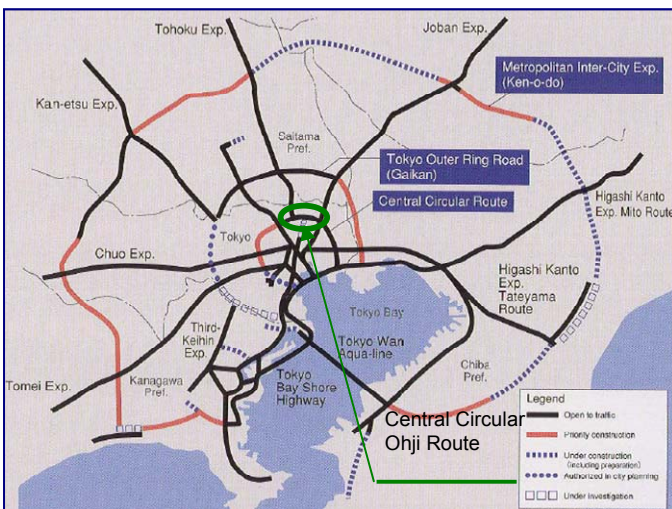 Tohoku Exp.
Joban Exp.
Metropolitan Inter-City Exp.
(Ken-o-do)
Kan-etsu Exp.
Saitama
Pref.
Tokyo Outer Ring Road
(Gaikan)
Central Circular Route
Higashi Kanto
Exp. Mito Route
Tokyo
Chuo Exp.
Higashi Kanto
Exp.
Tateyama
Route
Tokyo Bay
Third-
Keihin
Exp.
Tokyo Wan
Aqua-line
Chiba
Pref.
Tomei Exp.
Kanagawa
Pref.
Tokyo
Bay Shore
Highway
Central Circular
Ohji Route
Legend
Open to traffic
Priority construction
Under construction
(including preparation)
Authorized in city planning
Under investigation